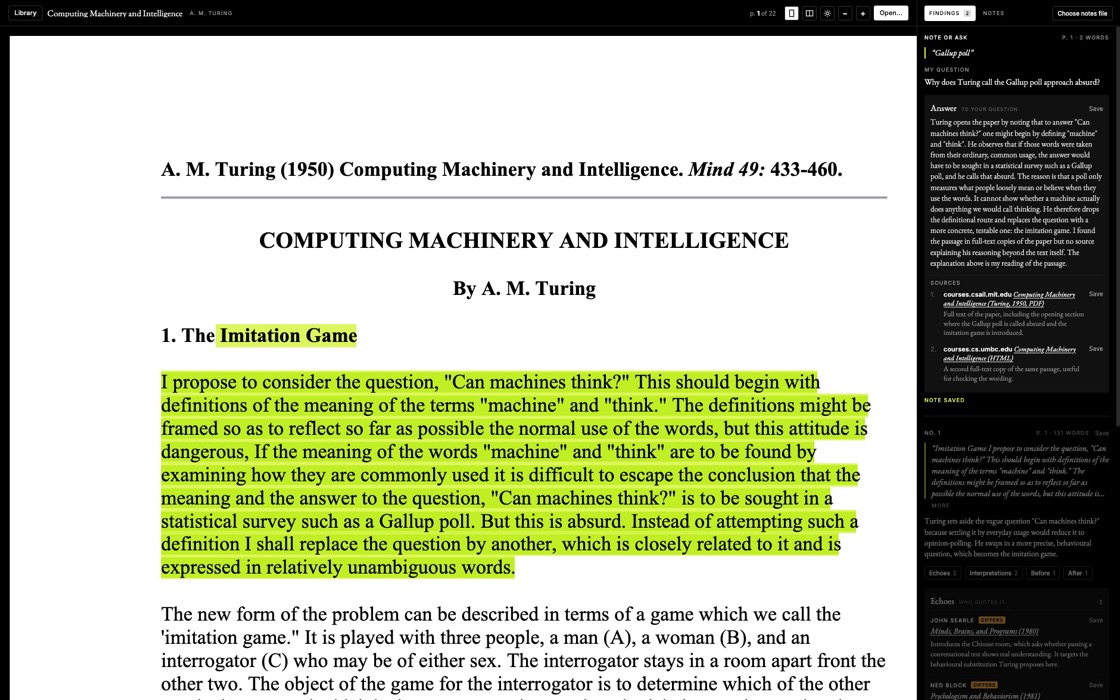 Library Computing Machinery and Intelligence · A. M. TURING
p. 1 of 22
Open...
A. M. Turing (1950) Computing Machinery and Intelligence. Mind 49: 433-460.
COMPUTING MACHINERY AND INTELLIGENCE
By A. M. Turing
1. The Imitation Game
I propose to consider the question, "Can machines think?" This should begin with
definitions of the meaning of the terms "machine" and "think." The definitions might be
framed so as to reflect so far as possible the normal use of the words, but this attitude is
dangerous, If the meaning of the words "machine" and "think" are to be found by
examining how they are commonly used it is difficult to escape the conclusion that the
meaning and the answer to the question, "Can machines think?" is to be sought in a
statistical survey such as a Gallup poll. But this is absurd. Instead of attempting such a
definition I shall replace the question by another, which is closely related to it and is
expressed in relatively unambiguous words.
The new form of the problem can be described in terms of a game which we call the
'imitation game." It is played with three people, a man (A), a woman (B), and an
interrogator (C) who may be of either sex. The interrogator stays in a room apart front the
other two. The object of the game for the interrogator is to determine which of the other
FINDINGS 2 NOTES Choose notes file
NOTE OR ASK P. 1 · 2 WORDS
"Gallup poll"
MY QUESTION
Why does Turing call the Gallup poll approach absurd?
Answer TO YOUR QUESTION Save
Turing opens the paper by noting that to answer "Can
machines think?" one might begin by defining "machine"
and "think". He observes that if those words were taken
from their ordinary, common usage, the answer would
have to be sought in a statistical survey such as a Gallup
poll, and he calls that absurd. The reason is that a poll only
measures what people loosely mean or believe when they
use the words. It cannot show whether a machine actually
does anything we would call thinking. He therefore drops
the definitional route and replaces the question with a
more concrete, testable one: the imitation game. I found
the passage in full-text copies of the paper but no source
explaining his reasoning beyond the text itself. The
explanation above is my reading of the passage.
SOURCES
1. courses.csail.mit.edu Computing Machinery Save
and Intelligence (Turing, 1950, PDF)
Full text of the paper, including the opening section
where the Gallup poll is called absurd and the
imitation game is introduced.
2. courses.cs.umbc.edu Computing Machinery Save
and Intelligence (HTML)
A second full-text copy of the same passage, useful
for checking the wording.
NOTE SAVED
NO. 1 P. 1 · 131 WORDS Save
"Imitation Game I propose to consider the question, "Can
machines think?" This should begin with definitions of the
meaning of the terms "machine" and "think." The
definitions might be framed so as to reflect so far as
possible the normal use of the words, but this attitude is...
MORE
Turing sets aside the vague question "Can machines think?"
because settling it by everyday usage would reduce it to
opinion-polling. He swaps in a more precise, behavioural
question, which becomes the imitation game.
Echoes 2 Interpretations 2 Before 1 After 1
Echoes WHO QUOTED IT 2
JOHN SEARLE DIFFERS Save
Minds, Brains, and Programs (1980)
Introduces the Chinese room, which asks whether passing a
conversational test shows real understanding. It targets the
behavioural substitution Turing proposes here.
NED BLOCK DIFFERS Save
Psychologism and Behaviorism (1981)